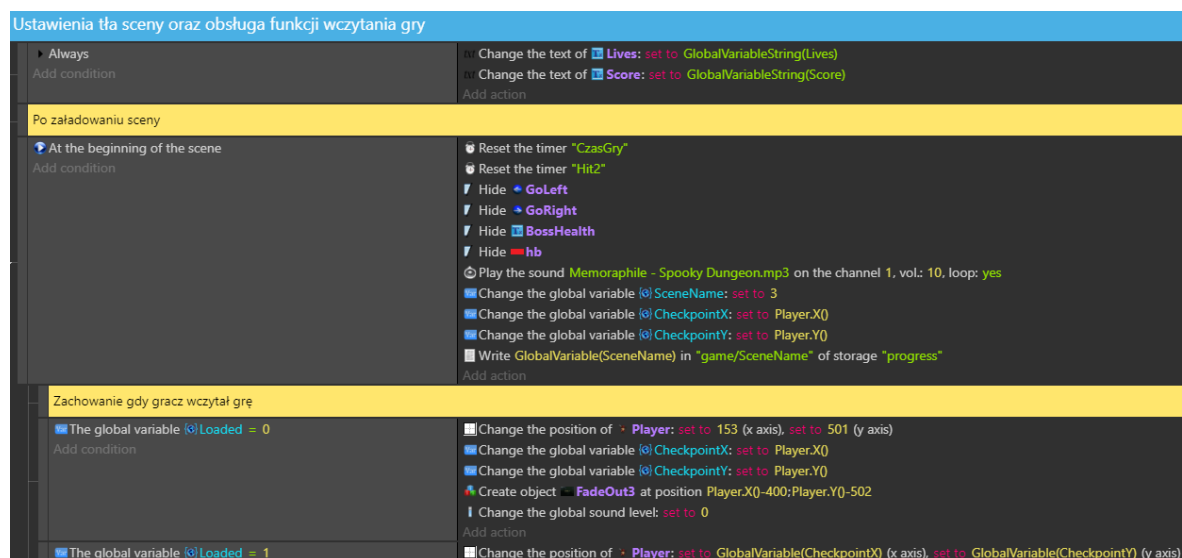 Ustawienia tła sceny oraz obsługa funkcji wczytania gry
Always
Add condition
Change the text of Lives: set to GlobalVariableString(Lives)
Change the text of Score: set to GlobalVariableString(Score)
Add action
Po załadowaniu sceny
At the beginning of the scene
Add condition
Reset the timer "CzasGry"
Reset the timer "Hit2"
Hide GoLeft
Hide GoRight
Hide BossHealth
Hide hb
Play the sound Memoraphile - Spooky Dungeon.mp3 on the channel 1, vol.: 10, loop: yes
Change the global variable SceneName: set to 3
Change the global variable CheckpointX: set to Player.X()
Change the global variable CheckpointY: set to Player.Y()
Write GlobalVariable(SceneName) in "game/SceneName" of storage "progress"
Add action
Zachowanie gdy gracz wczytał grę
The global variable Loaded = 0
Add condition
Change the position of Player: set to 153 (x axis), set to 501 (y axis)
Change the global variable CheckpointX: set to Player.X()
Change the global variable CheckpointY: set to Player.Y()
Create object FadeOut3 at position Player.X()-400;Player.Y()-502
Change the global sound level: set to 0
Add action
The global variable Loaded = 1
Change the position of Player: set to GlobalVariable(CheckpointX) (x axis), set to GlobalVariable(CheckpointY) (y axis)